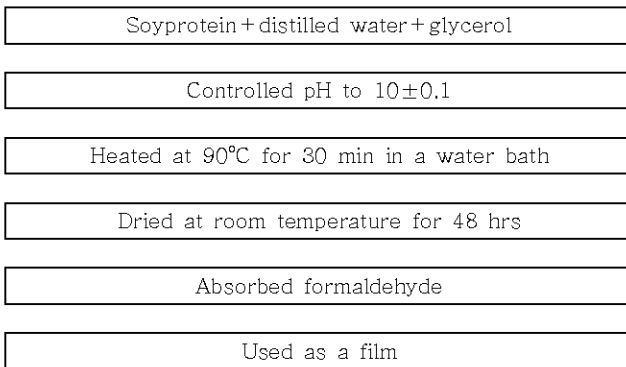 Soyprotein+distilled water+glycerol
Controlled pH to 10±0.1
Heated at 90℃ for 30 min in a water bath
Dried at room temperature for 48 hrs
Absorbed formaldehyde
Used as a film